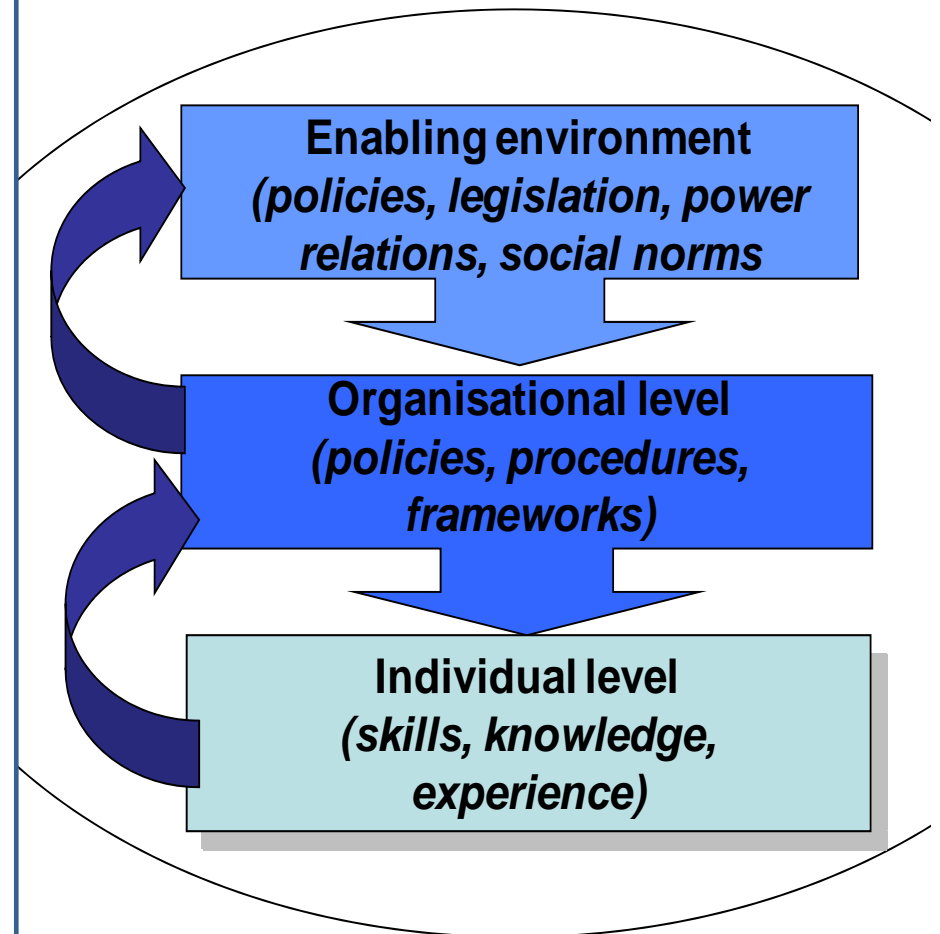 Enabling environment
(policies, legislation, power
relations, social norms
Organisational level
(policies, procedures,
frameworks)
Individual level
(skills, knowledge,
experience)